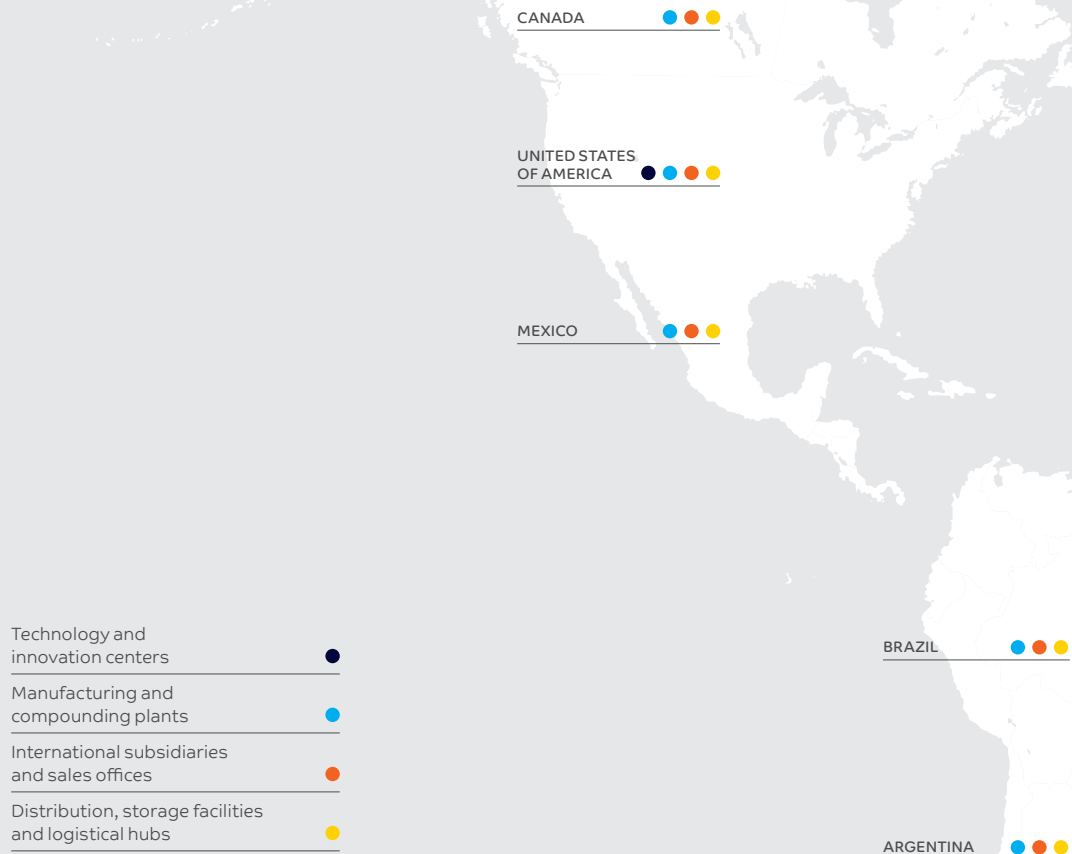 CANADA
UNITED STATES
OF AMERICA
MEXICO
BRAZIL
ARGENTINA
Technology and
innovation centers
Manufacturing and
compounding plants
International subsidiaries
and sales offices
Distribution, storage facilities
and logistical hubs